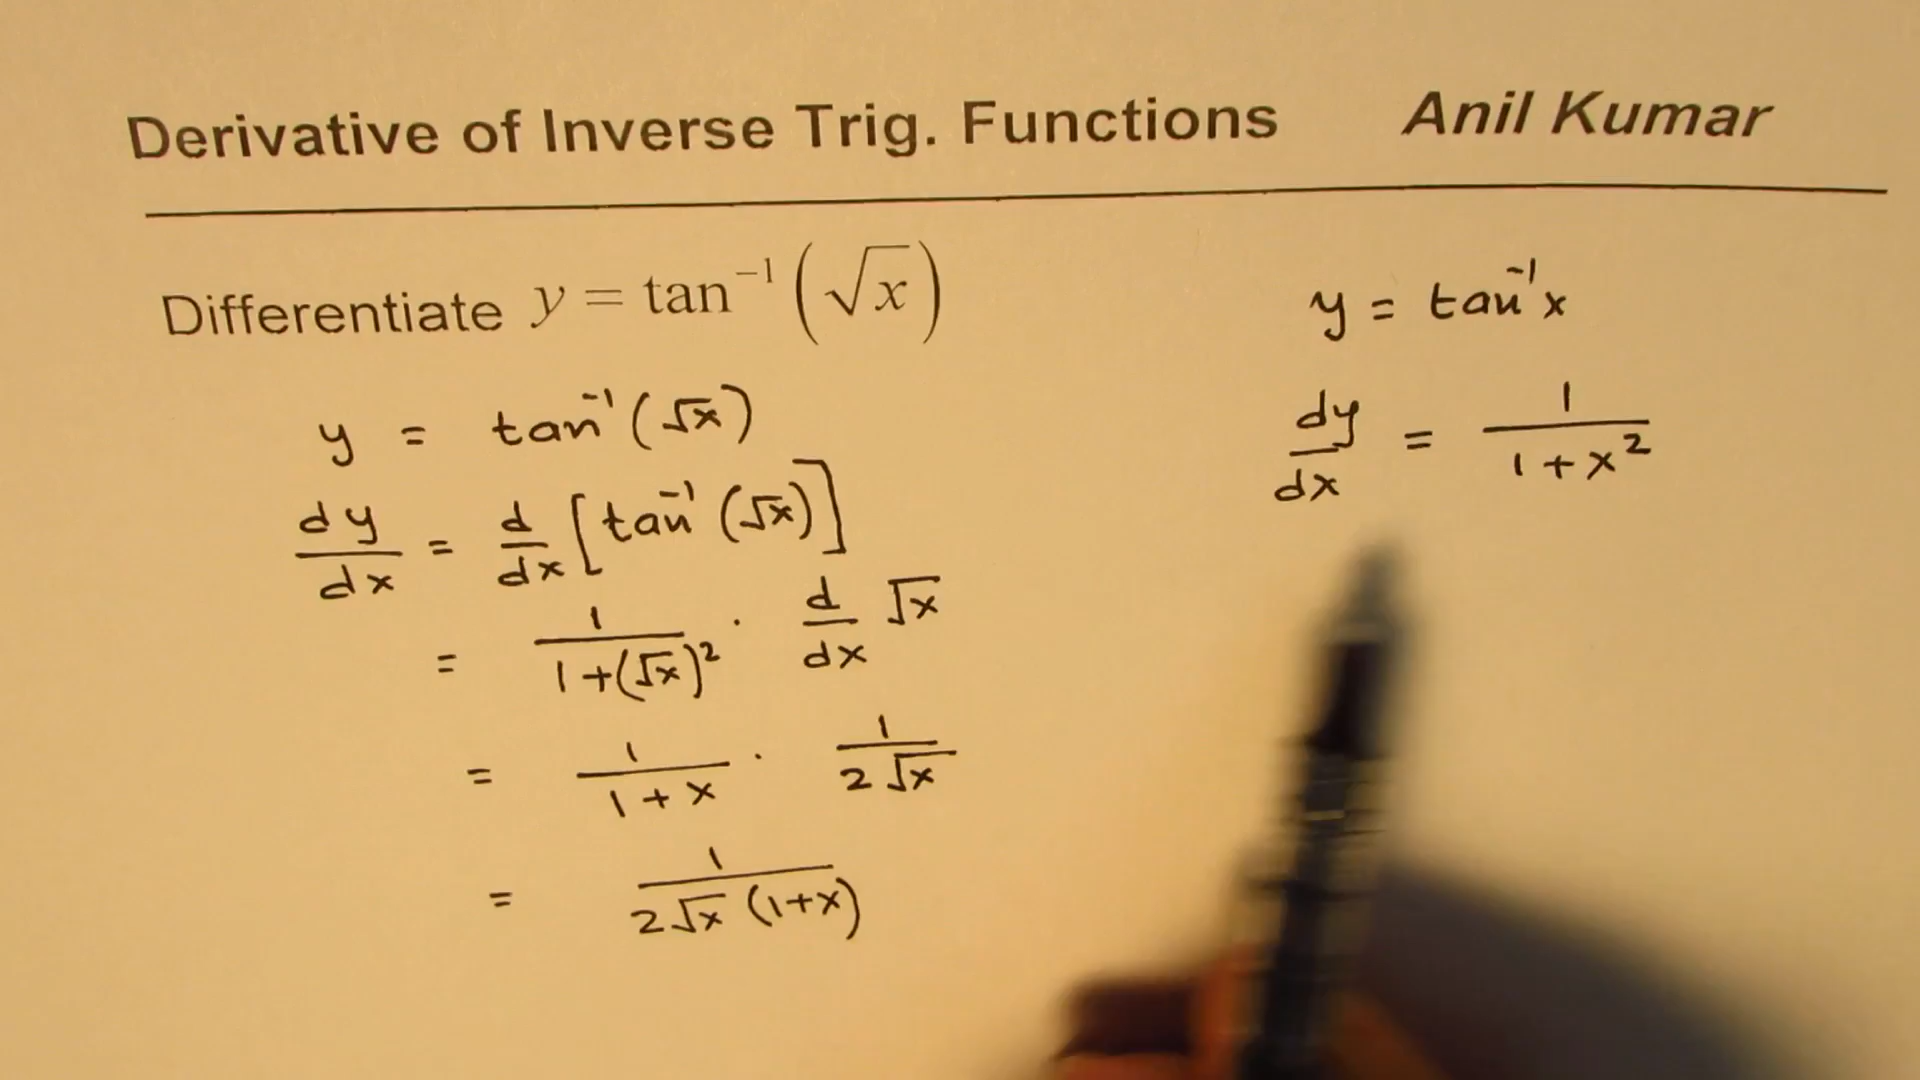 Derivative of Inverse Trig. Functions Anil Kumar
Differentiate y = tan⁻¹(√x)
y = tan⁻¹(√x)
dy/dx = d/dx [tan⁻¹(√x)]
= 1/(1+(√x)²) · d/dx √x
= 1/(1+x) · 1/(2√x)
= 1/(2√x (1+x))
y = tan⁻¹x
dy/dx = 1/(1+x²)